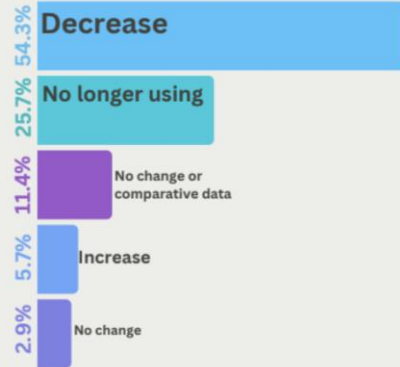 54.3%
Decrease
25.7%
No longer using
11.4%
No change or
comparative data
5.7%
Increase
2.9%
No change